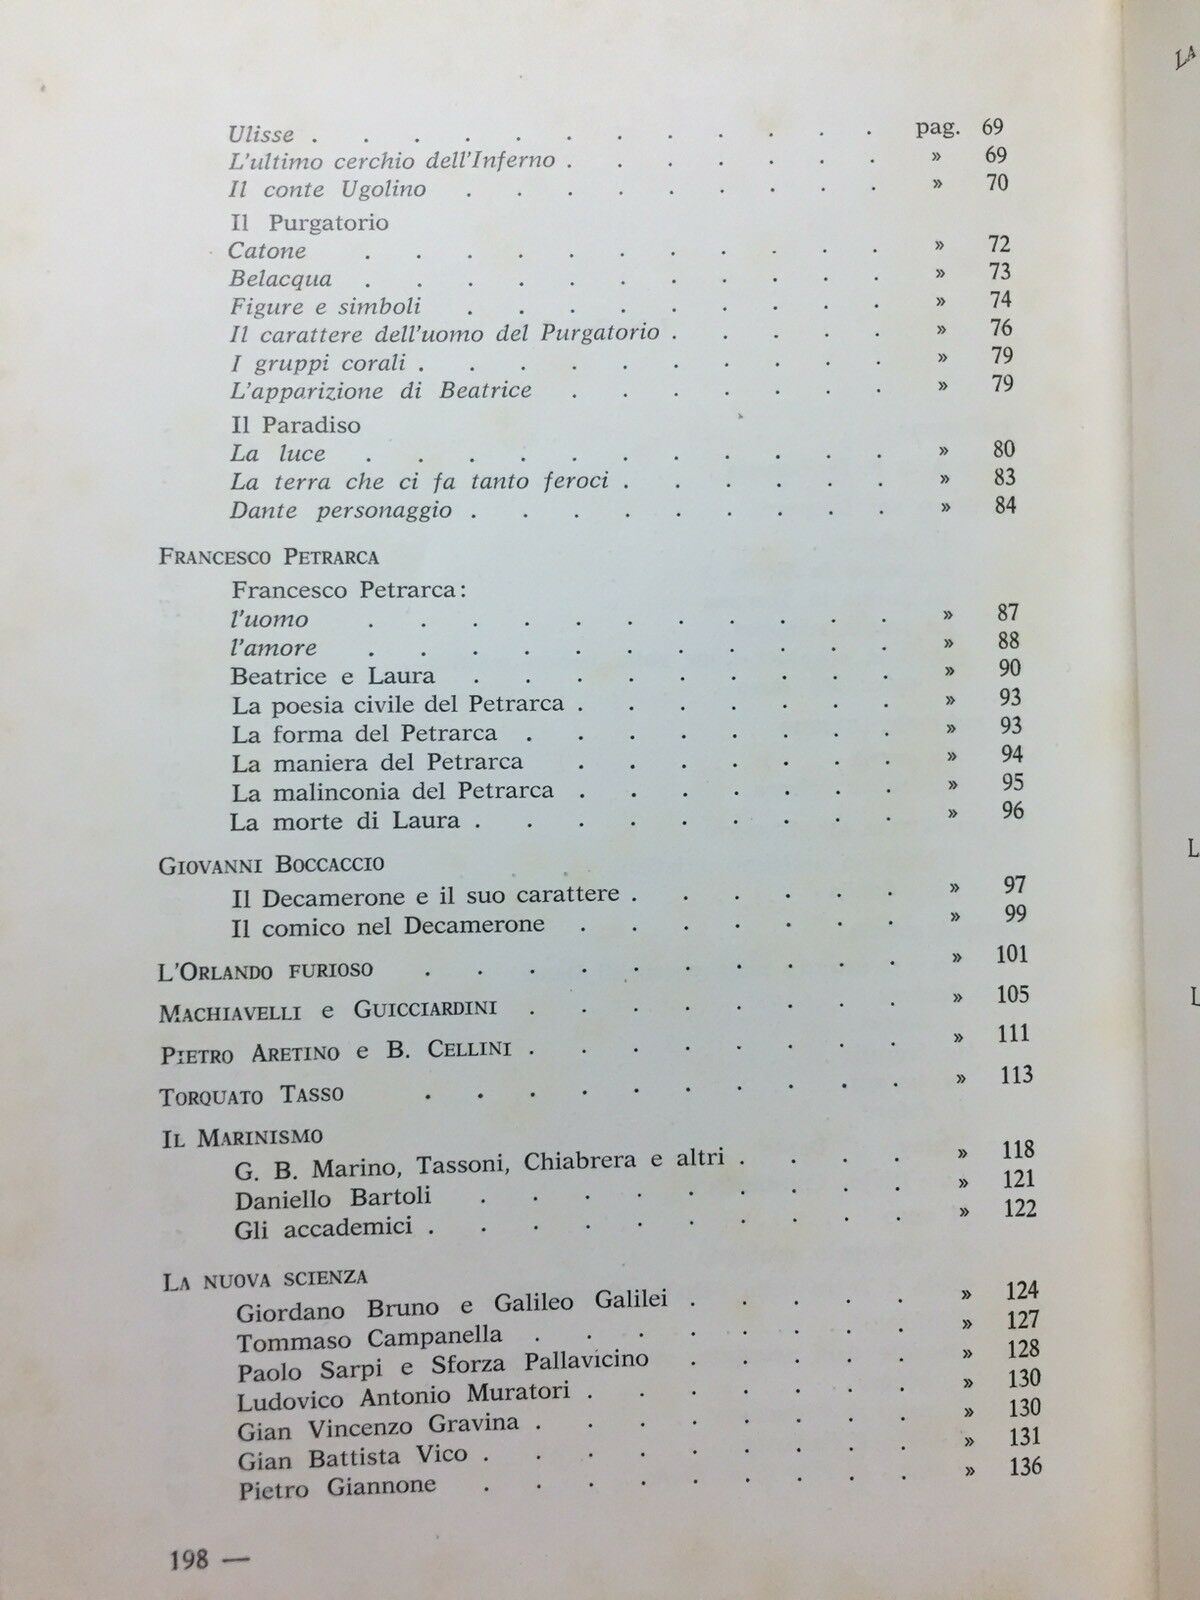 Ulisse . . . . . . . . . . . . pag. 69
L'ultimo cerchio dell'Inferno . . . . . . . » 69
Il conte Ugolino . . . . . . . . . » 70
Il Purgatorio
Catone . . . . . . . . . . . » 72
Belacqua . . . . . . . . . . . » 73
Figure e simboli . . . . . . . . . » 74
Il carattere dell'uomo del Purgatorio . . . . . » 76
I gruppi corali . . . . . . . . . . » 79
L'apparizione di Beatrice . . . . . . . » 79
Il Paradiso
La luce . . . . . . . . . . . » 80
La terra che ci fa tanto feroci . . . . . . » 83
Dante personaggio . . . . . . . . . » 84
FRANCESCO PETRARCA
Francesco Petrarca:
l'uomo . . . . . . . . . . . » 87
l'amore . . . . . . . . . . . » 88
Beatrice e Laura . . . . . . . . . » 90
La poesia civile del Petrarca . . . . . . . » 93
La forma del Petrarca . . . . . . . . » 93
La maniera del Petrarca . . . . . . . » 94
La malinconia del Petrarca . . . . . . . » 95
La morte di Laura . . . . . . . . . » 96
GIOVANNI BOCCACCIO
Il Decamerone e il suo carattere . . . . . . » 97
Il comico nel Decamerone . . . . . . . » 99
L'ORLANDO FURIOSO . . . . . . . . . . » 101
MACHIAVELLI e GUICCIARDINI . . . . . . . . » 105
PIETRO ARETINO e B. CELLINI . . . . . . . . » 111
TORQUATO TASSO . . . . . . . . . . » 113
IL MARINISMO
G. B. Marino, Tassoni, Chiabrera e altri . . . . » 118
Daniello Bartoli . . . . . . . . . » 121
Gli accademici . . . . . . . . . . » 122
LA NUOVA SCIENZA
Giordano Bruno e Galileo Galilei . . . . . » 124
Tommaso Campanella . . . . . . . . » 127
Paolo Sarpi e Sforza Pallavicino . . . . . » 128
Ludovico Antonio Muratori . . . . . . . » 130
Gian Vincenzo Gravina . . . . . . . . » 130
Gian Battista Vico . . . . . . . . . » 131
Pietro Giannone . . . . . . . . . » 136
198 —
LA
L
L